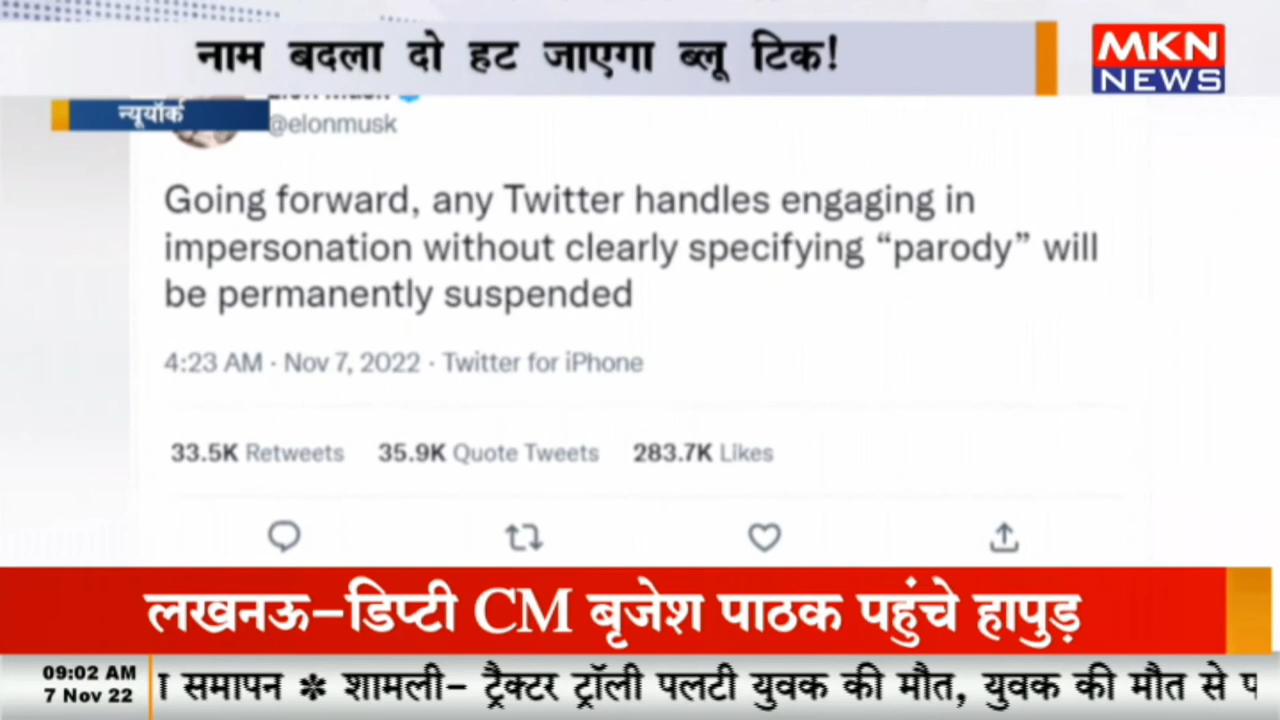 नाम बदला दो हट जाएगा ब्लू टिक!
MKN
NEWS
न्यूयॉर्क
@elonmusk
Going forward, any Twitter handles engaging in
impersonation without clearly specifying “parody” will
be permanently suspended
4:23 AM · Nov 7, 2022 · Twitter for iPhone
33.5K Retweets 35.9K Quote Tweets 283.7K Likes
लखनऊ-डिप्टी CM बृजेश पाठक पहुंचे हापुड़
09:02 AM
7 Nov 22
समापन * शामली- ट्रैक्टर ट्रॉली पलटी युवक की मौत, युवक की मौत से